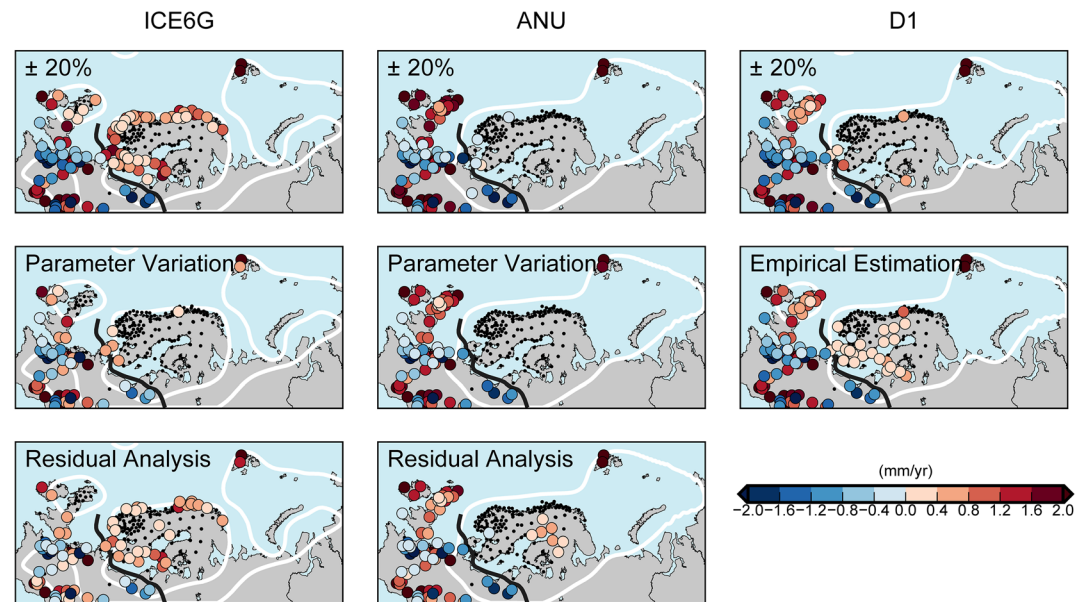 ICE6G
ANU
D1
± 20%
± 20%
± 20%
Parameter Variation
Parameter Variation
Empirical Estimation
Residual Analysis
Residual Analysis
(mm/yr)
−2.0−1.6−1.2−0.8−0.4 0.0 0.4 0.8 1.2 1.6 2.0